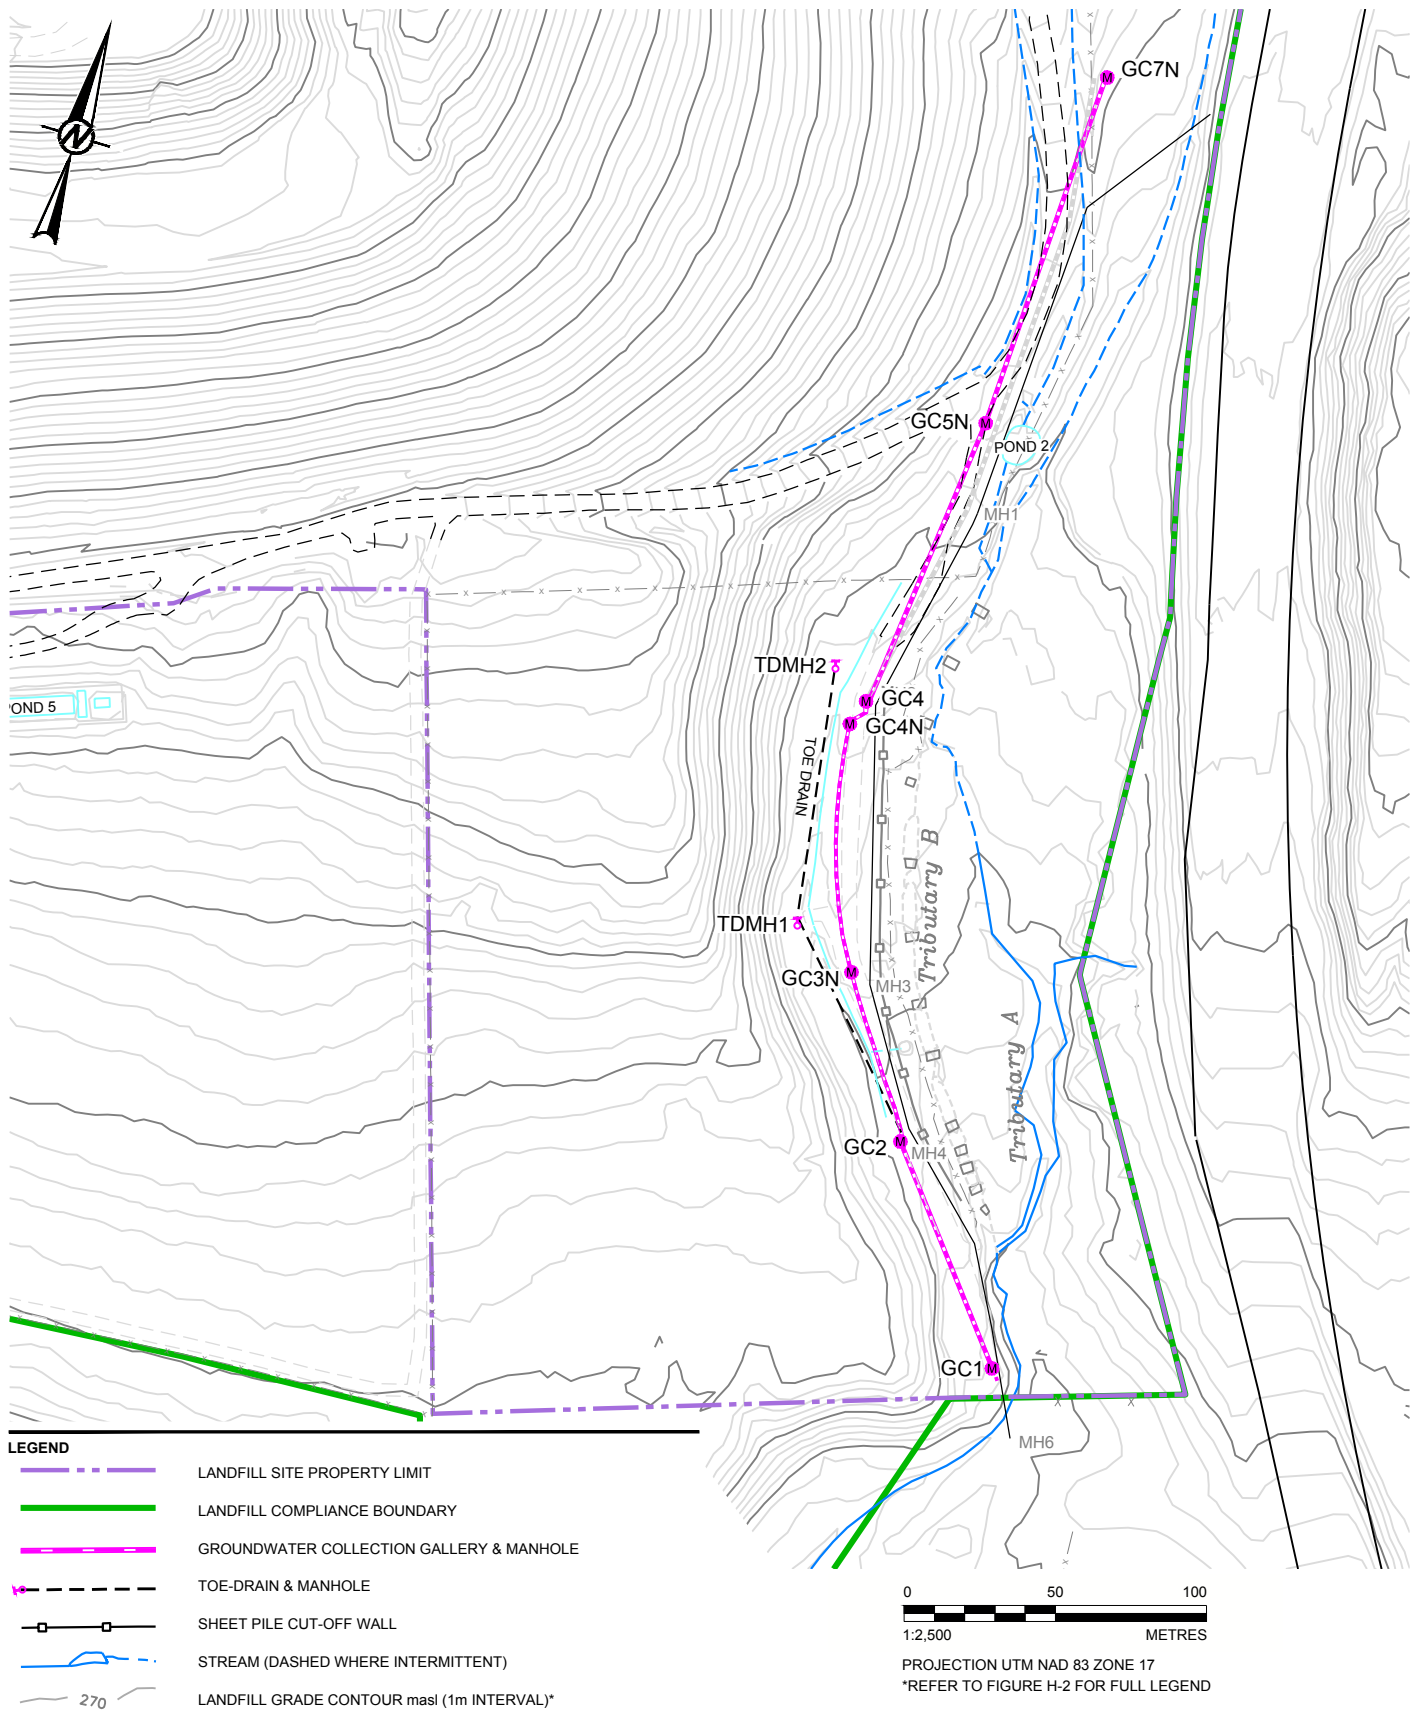 GC7N
N
M
GC5N
M
POND 2
MH1
TDMH2
M
GC4
POND 5
M
GC4N
TOE DRAIN
Tributary B
TDMH1
GC3N
M
MH3
Tributary A
GC2
M
MH4
GC1
M
MH6
LEGEND
LANDFILL SITE PROPERTY LIMIT
LANDFILL COMPLIANCE BOUNDARY
GROUNDWATER COLLECTION GALLERY & MANHOLE
TOE-DRAIN & MANHOLE
SHEET PILE CUT-OFF WALL
STREAM (DASHED WHERE INTERMITTENT)
270 LANDFILL GRADE CONTOUR masl (1m INTERVAL)*
0 50 100
1:2,500 METRES
PROJECTION UTM NAD 83 ZONE 17
*REFER TO FIGURE H-2 FOR FULL LEGEND